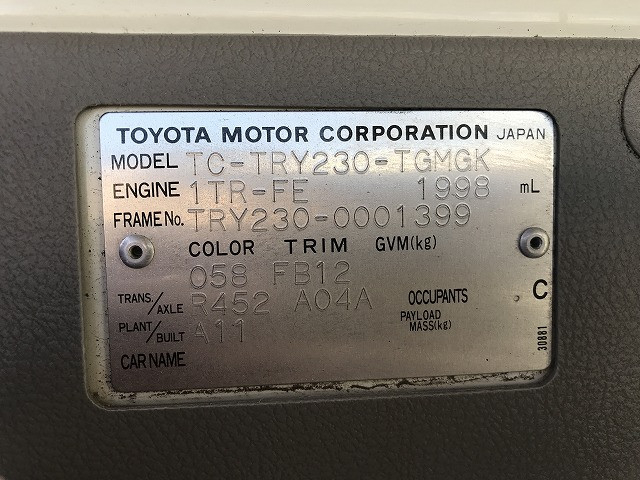 TOYOTA MOTOR CORPORATION JAPAN
MODEL TC-TRY230-TGMGK
ENGINE 1TR-FE 1998 mL
FRAME No. TRY230-0001399
COLOR TRIM GVM(kg)
058 FB12
TRANS./AXLE R452 A04A OCCUPANTS C
PLANT/BUILT A11 PAYLOAD MASS(kg)
30881
CAR NAME